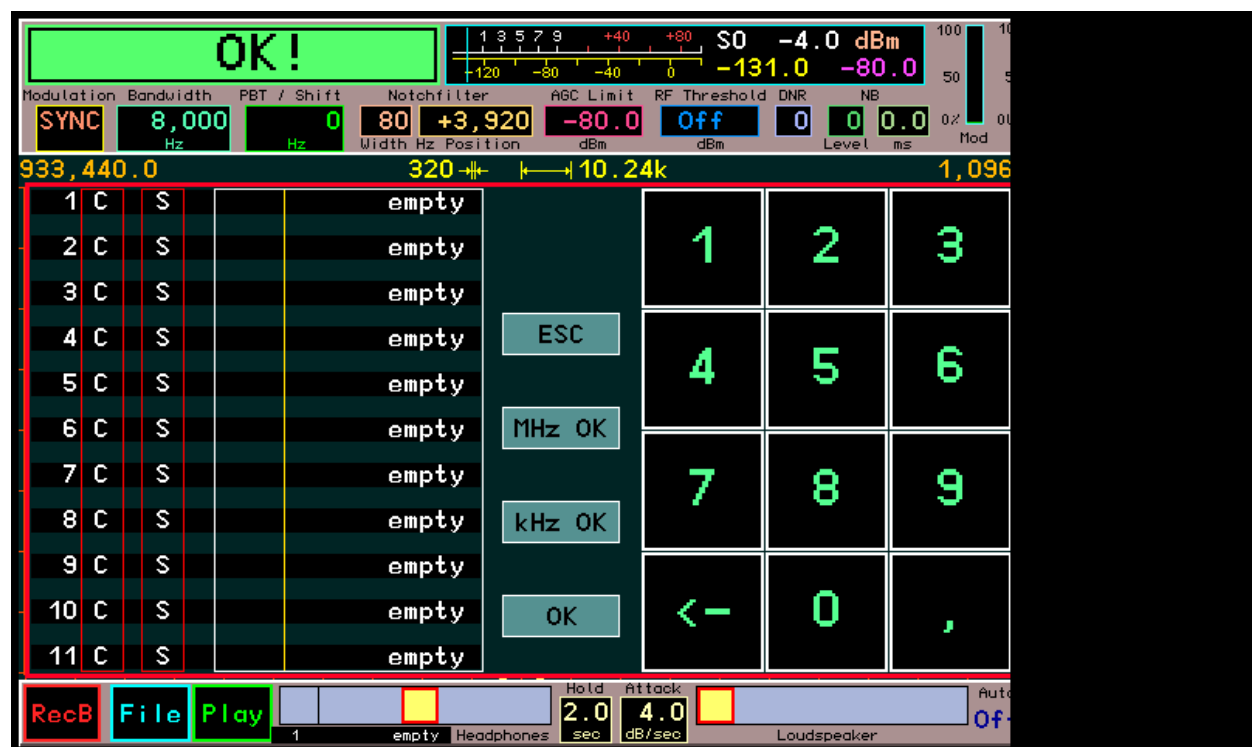 OK!
1 3 5 7 9 +40 +80 S0 -4.0 dBm
-120 -80 -40 0 -131.0 -80.0
100
50
0%
Mod
Modulation Bandwidth PBT / Shift Notchfilter AGC Limit RF Threshold DNR NB
SYNC 8,000 0 80 +3,920 -80.0 Off 0 0 0.0
Hz Hz Width Hz Position dBm dBm Level ms
933,440.0 320 10.24k 1,096
1 C S empty
2 C S empty
3 C S empty
4 C S empty
5 C S empty
6 C S empty
7 C S empty
8 C S empty
9 C S empty
10 C S empty
11 C S empty
ESC
MHz OK
kHz OK
OK
1 2 3
4 5 6
7 8 9
<- 0 ,
RecB File Play
1 empty Headphones
Hold Attack
2.0 4.0
sec dB/sec
Loudspeaker